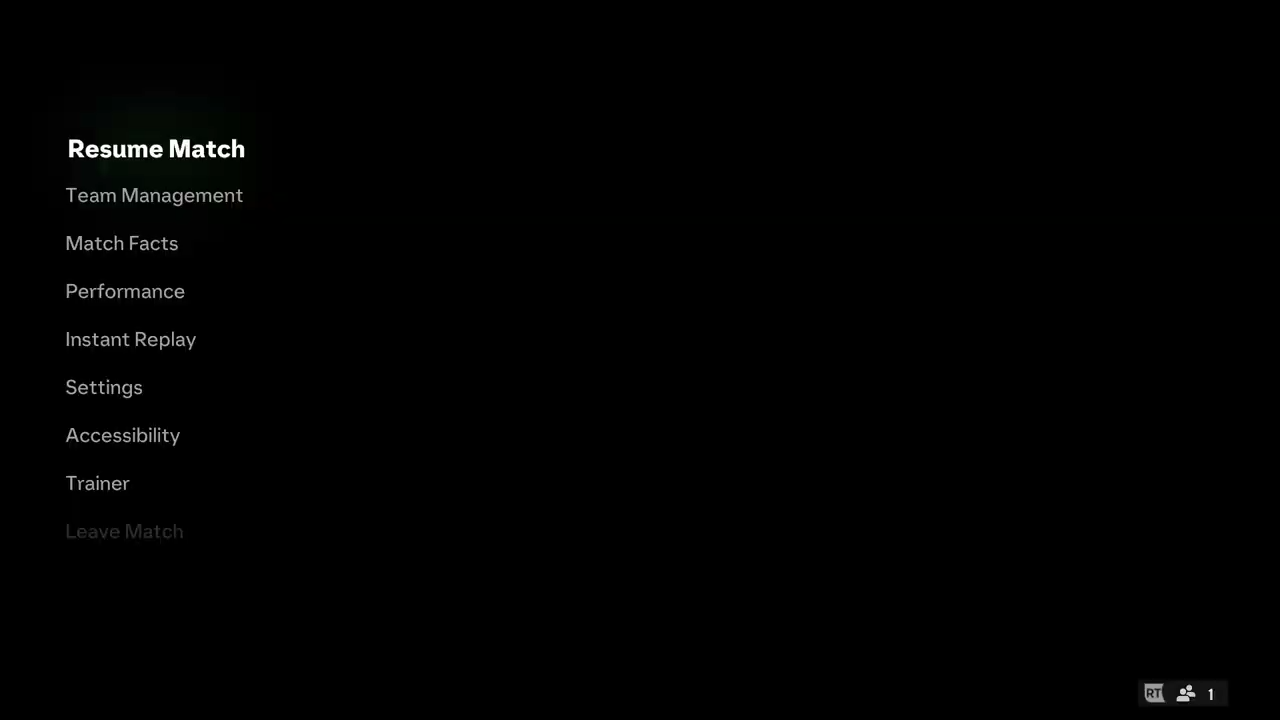 Resume Match
Team Management
Match Facts
Performance
Instant Replay
Settings
Accessibility
Trainer
Leave Match
RT 1